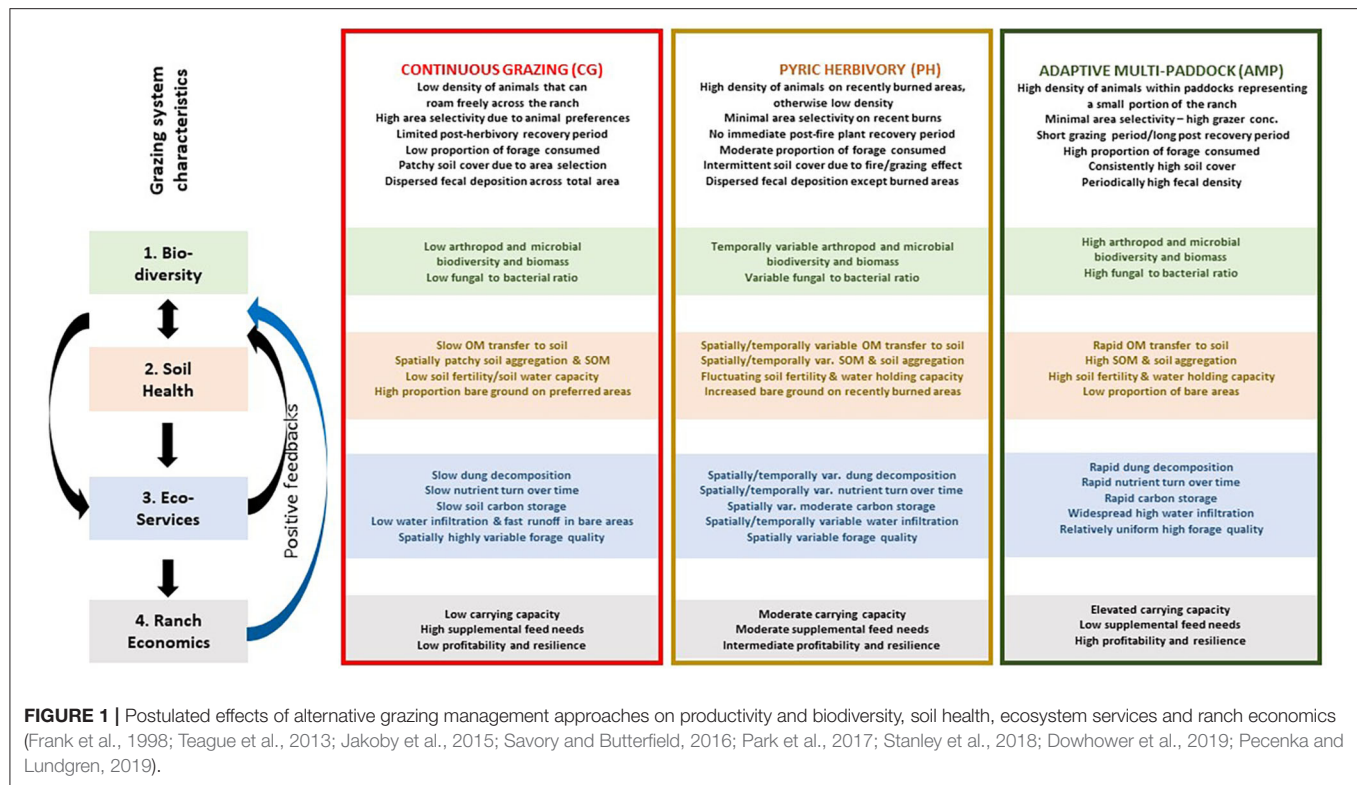 Grazing system
characteristics
1. Bio-
diversity
2. Soil
Health
3. Eco-
Services
4. Ranch
Economics
Positive feedbacks
CONTINUOUS GRAZING (CG)
Low density of animals that can
roam freely across the ranch
High area selectivity due to animal preferences
Limited post-herbivory recovery period
Low proportion of forage consumed
Patchy soil cover due to area selection
Dispersed fecal deposition across total area
Low arthropod and microbial
biodiversity and biomass
Low fungal to bacterial ratio
Slow OM transfer to soil
Spatially patchy soil aggregation & SOM
Low soil fertility/soil water capacity
High proportion bare ground on preferred areas
Slow dung decomposition
Slow nutrient turn over time
Slow soil carbon storage
Low water infiltration & fast runoff in bare areas
Spatially highly variable forage quality
Low carrying capacity
High supplemental feed needs
Low profitability and resilience
PYRIC HERBIVORY (PH)
High density of animals on recently burned areas,
otherwise low density
Minimal area selectivity on recent burns
No immediate post-fire plant recovery period
Moderate proportion of forage consumed
Intermittent soil cover due to fire/grazing effect
Dispersed fecal deposition except burned areas
Temporally variable arthropod and microbial
biodiversity and biomass
Variable fungal to bacterial ratio
Spatially/temporally variable OM transfer to soil
Spatially/temporally var. SOM & soil aggregation
Fluctuating soil fertility & water holding capacity
Increased bare ground on recently burned areas
Spatially/temporally var. dung decomposition
Spatially/temporally var. nutrient turn over time
Spatially var. moderate carbon storage
Spatially/temporally variable water infiltration
Spatially variable forage quality
Moderate carrying capacity
Moderate supplemental feed needs
Intermediate profitability and resilience
ADAPTIVE MULTI-PADDOCK (AMP)
High density of animals within paddocks representing
a small portion of the ranch
Minimal area selectivity – high grazer conc.
Short grazing period/long post recovery period
High proportion of forage consumed
Consistently high soil cover
Periodically high fecal density
High arthropod and microbial
biodiversity and biomass
High fungal to bacterial ratio
Rapid OM transfer to soil
High SOM & soil aggregation
High soil fertility & water holding capacity
Low proportion of bare areas
Rapid dung decomposition
Rapid nutrient turn over time
Rapid carbon storage
Widespread high water infiltration
Relatively uniform high forage quality
Elevated carrying capacity
Low supplemental feed needs
High profitability and resilience
FIGURE 1 | Postulated effects of alternative grazing management approaches on productivity and biodiversity, soil health, ecosystem services and ranch economics
(Frank et al., 1998; Teague et al., 2013; Jakoby et al., 2015; Savory and Butterfield, 2016; Park et al., 2017; Stanley et al., 2018; Dowhower et al., 2019; Pecenka and
Lundgren, 2019).